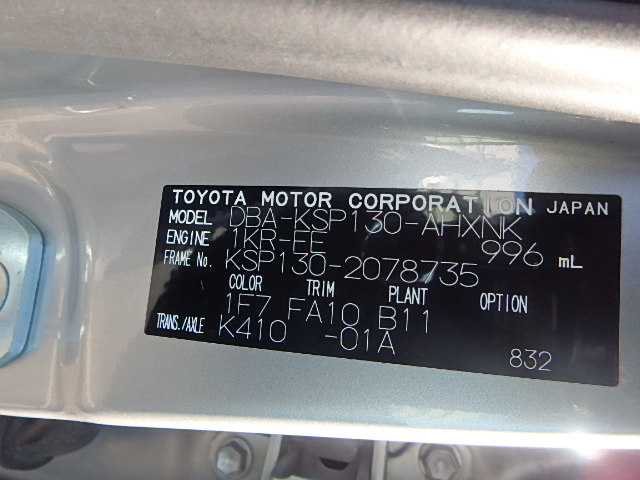 TOYOTA MOTOR CORPORATION JAPAN
MODEL DBA-KSP130-AHXNK
ENGINE 1KR-FE 996 mL
FRAME No. KSP130-2078735
COLOR TRIM PLANT OPTION
1F7 FA10 B11
TRANS./AXLE K410 -01A
832